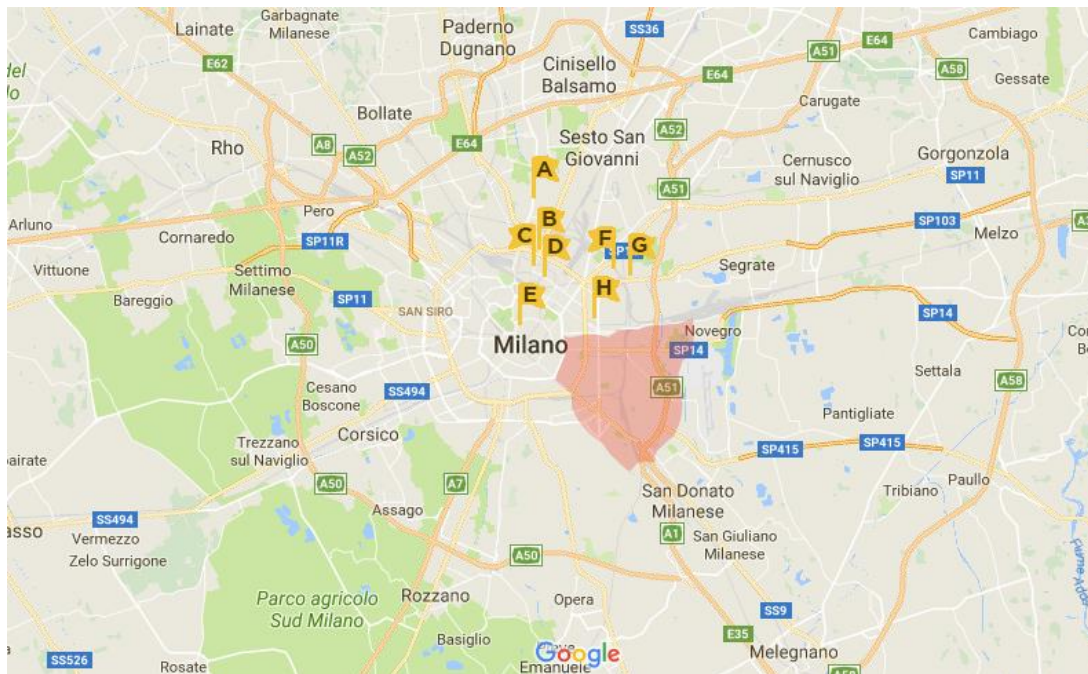 Lainate
Garbagnate
Milanese
Paderno
Dugnano
SS36
A51
E64
Cambiago
Cinisello
Balsamo
E62
E64
A58
Gessate
del
Bollate
Carugate
Rho
A8
A52
E64
Sesto San
Giovanni
A52
Gorgonzola
Cernusco
sul Naviglio
SP11
A
A51
Arluno
Pero
Cornaredo
SP11R
C
B
D
F
G
SP103
Melzo
Vittuone
Settimo
Milanese
Segrate
Bareggio
SP11
SAN SIRO
E
H
SP14
Milano
Novegro
SP14
A50
Cesano
Boscone
SS494
A51
Settala
A58
Corsico
Pantigliate
Trezzano
sul Naviglio
SP415
SP415
A50
A7
Paullo
Tribiano
San Donato
Milanese
Assago
SS494
Vermezzo
Zelo Surrigone
A1
San Giuliano
Milanese
A50
Parco agricolo
Sud Milano
Rozzano
Opera
SS9
E35
Basiglio
Google
Melegnano
SS526
Rosate
Emanuele